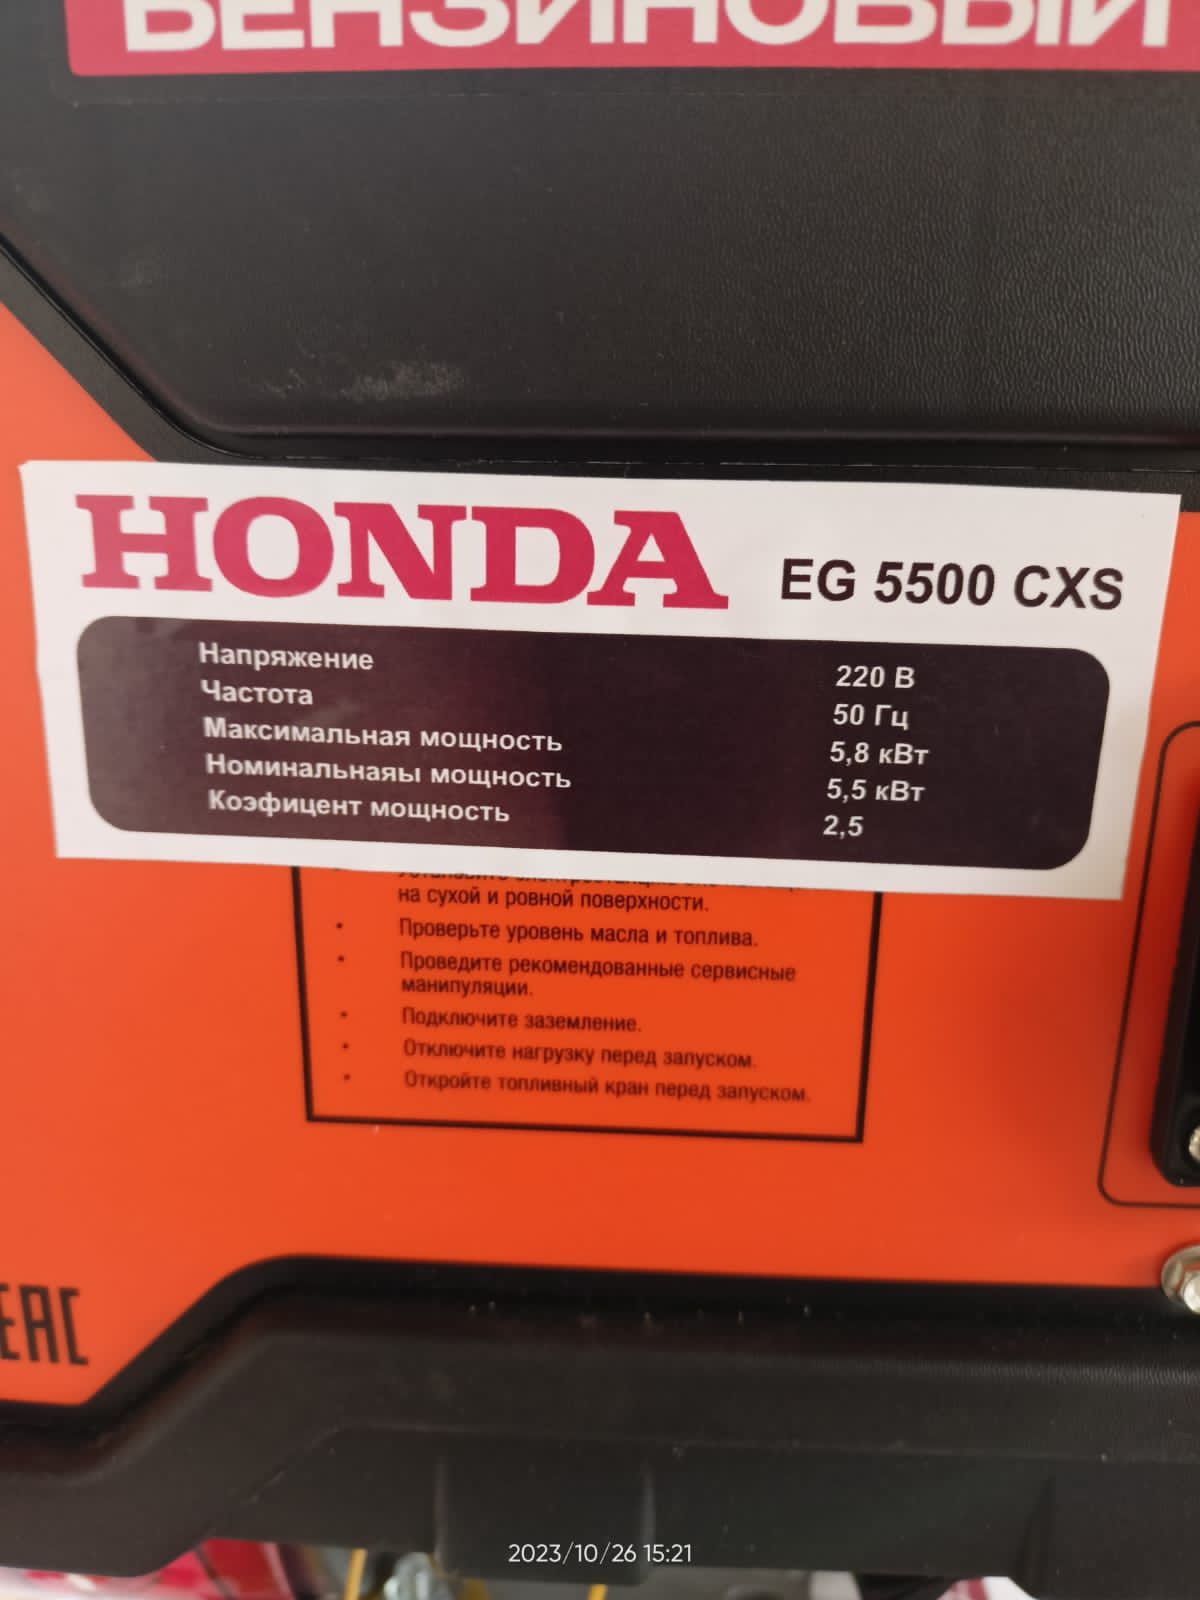 БЕНЗИНОВЫЙ
HONDA EG 5500 CXS
Напряжение 220 В
Частота 50 Гц
Максимальная мощность 5,8 кВт
Номинальнаяы мощность 5,5 кВт
Коэфицент мощность 2,5
на сухой и ровной поверхности.
• Проверьте уровень масла и топлива.
• Проведите рекомендованные сервисные
манипуляции.
• Подключите заземление.
• Отключите нагрузку перед запуском.
• Откройте топливный кран перед запуском.
EAC
2023/10/26 15:21